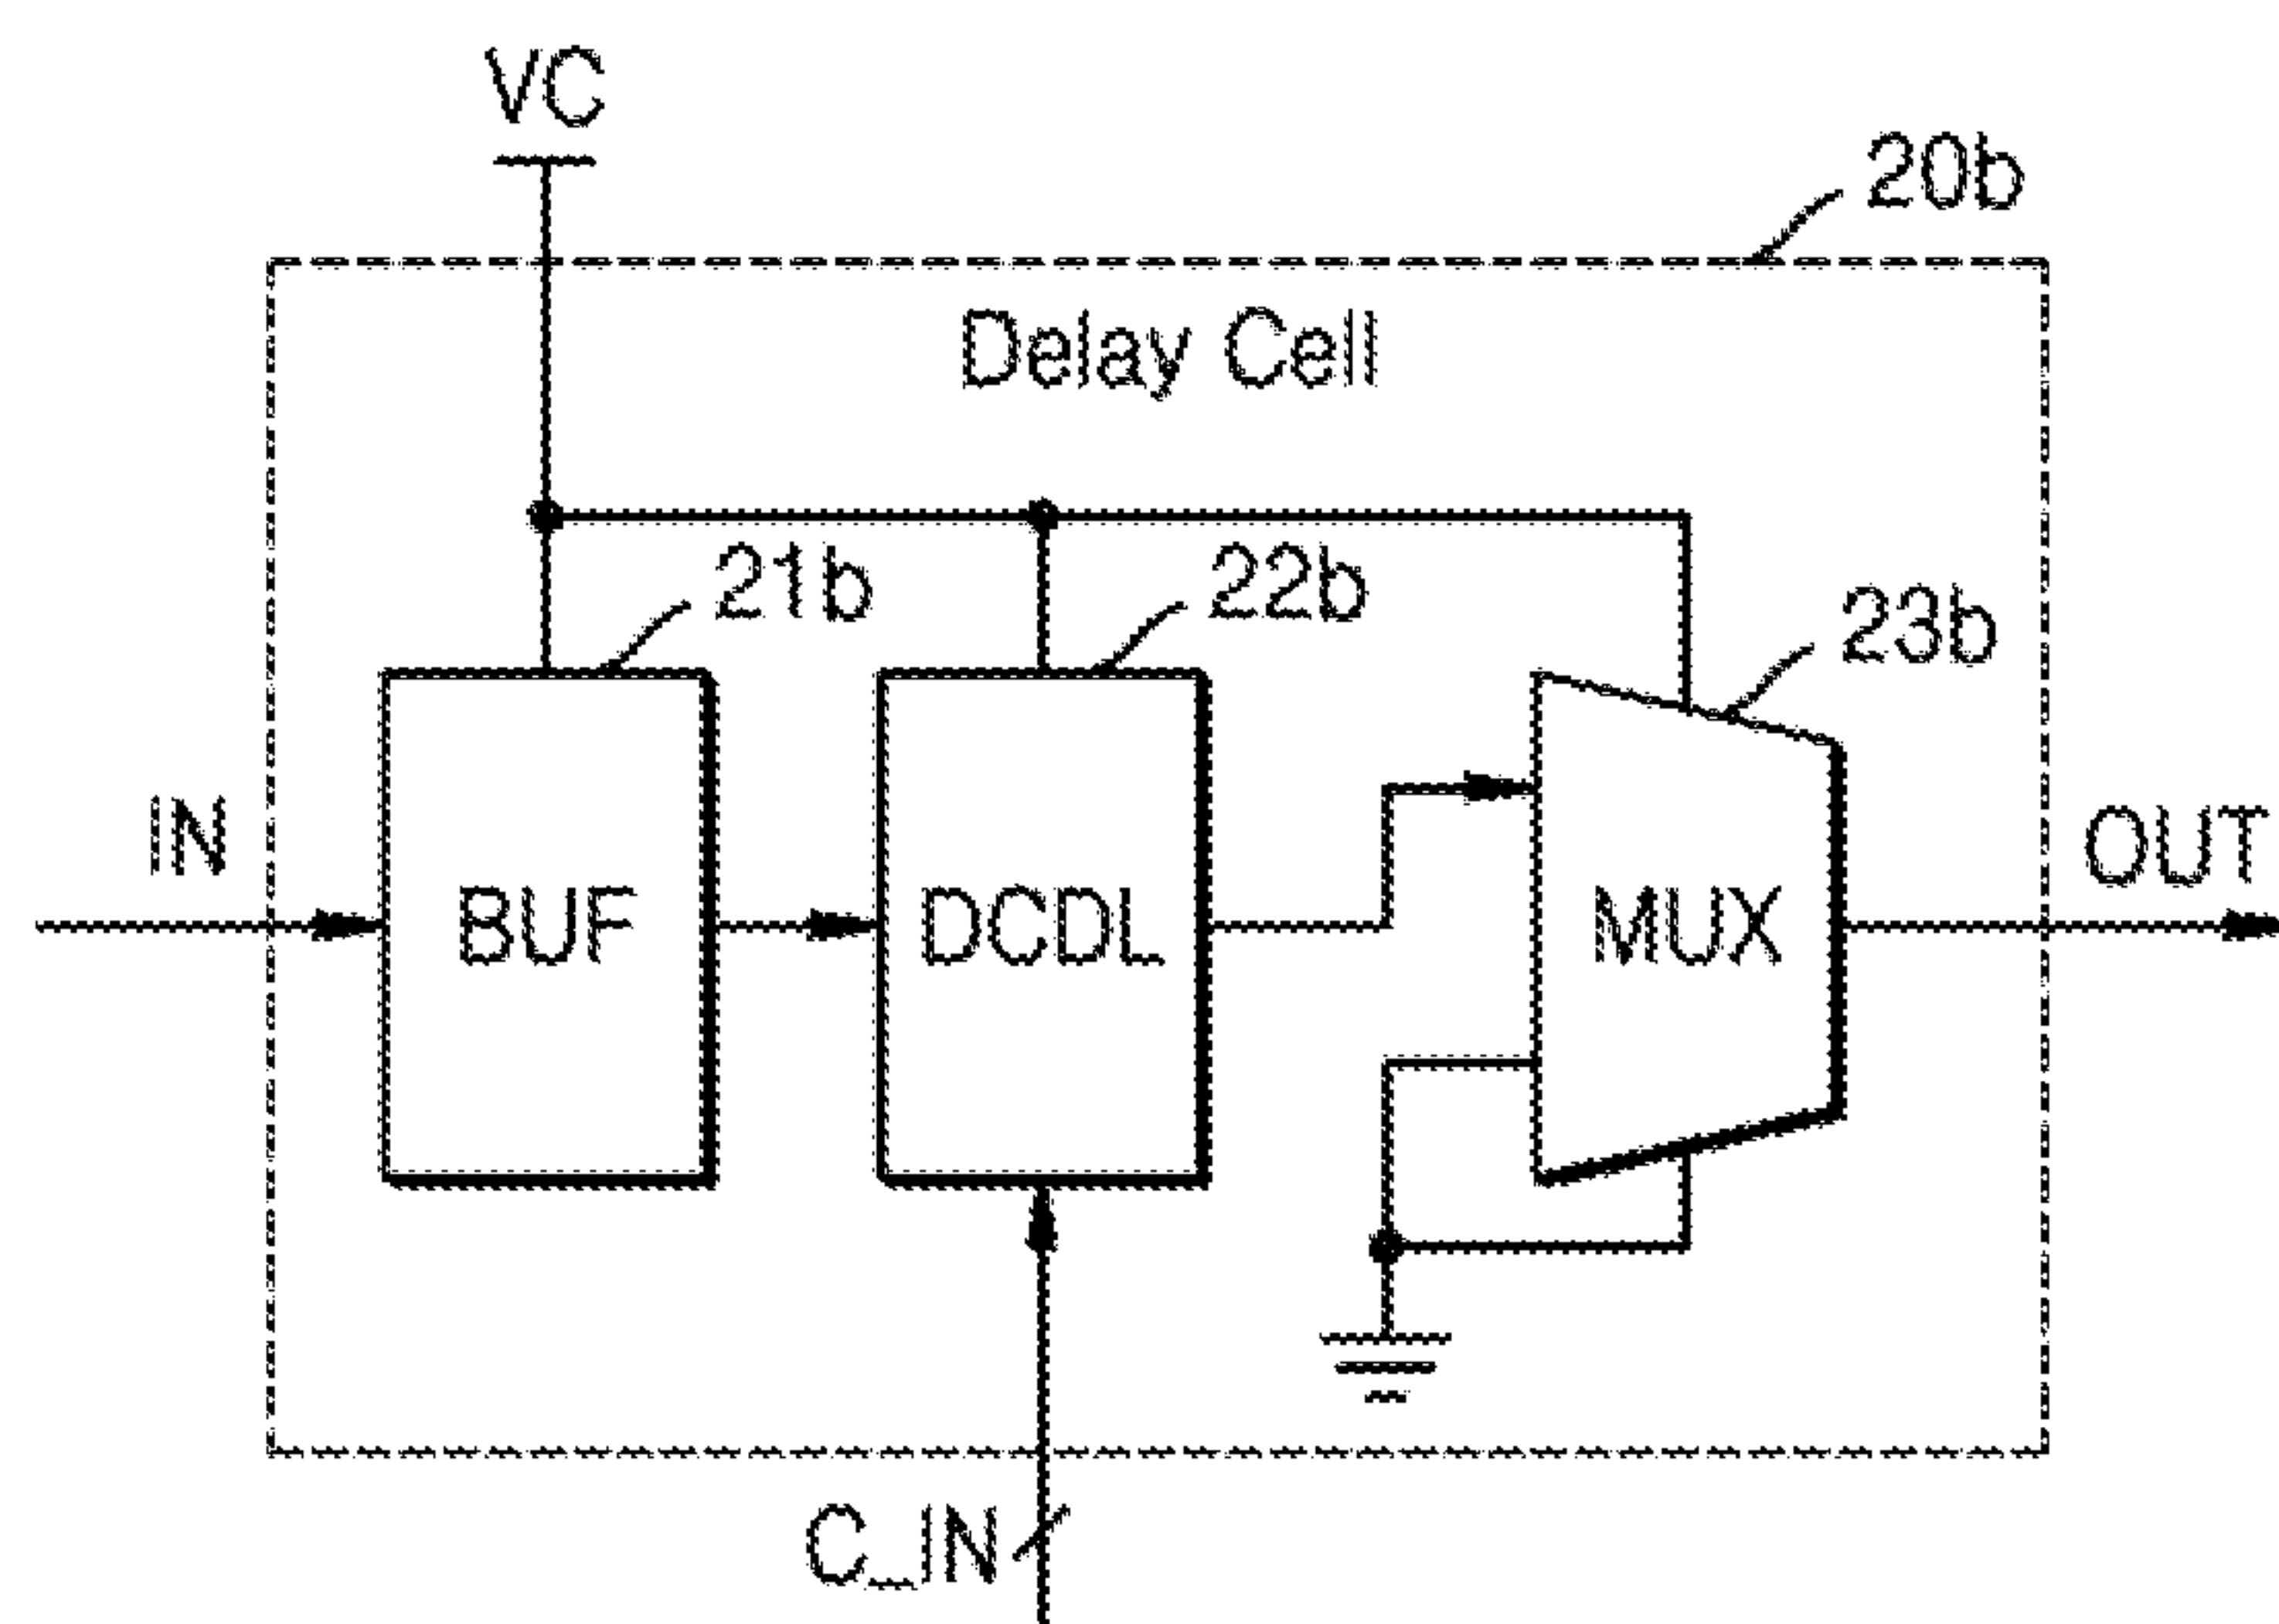 VC
20b
Delay Cell
21b
22b
23b
IN
BUF
DCDL
MUX
OUT
C_IN